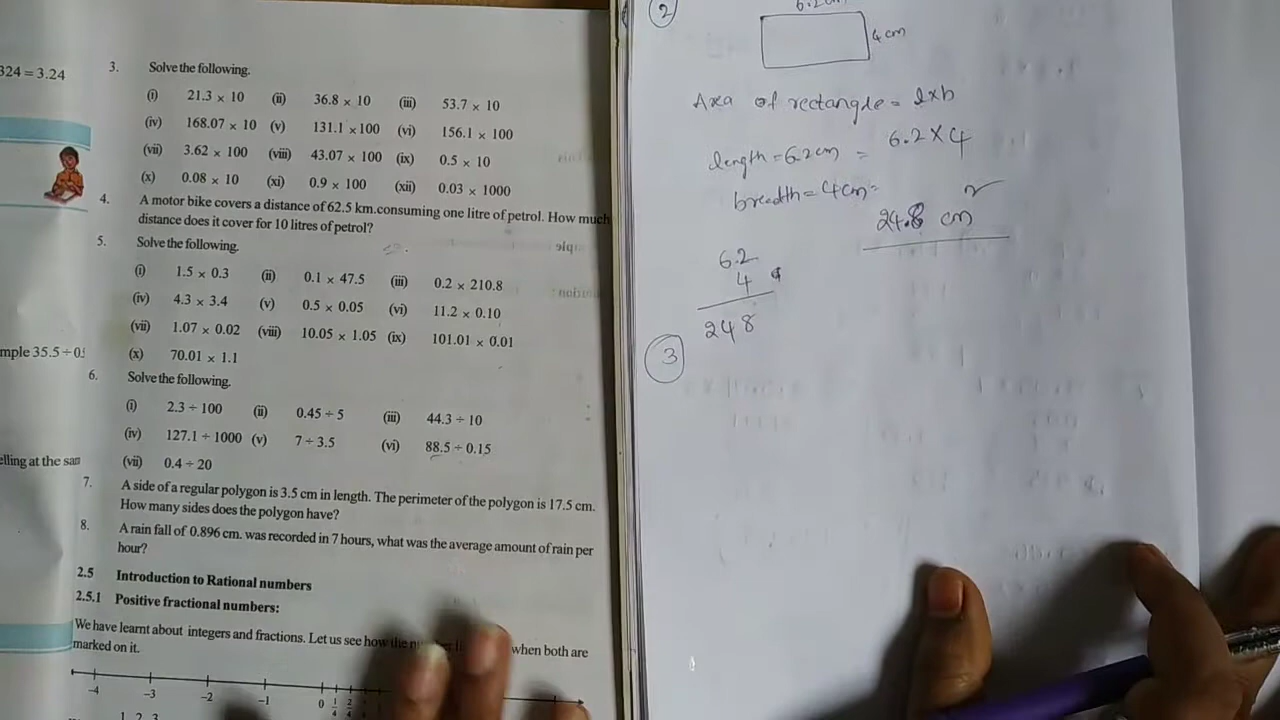 324 = 3.24
3. Solve the following.
(i) 21.3 × 10 (ii) 36.8 × 10 (iii) 53.7 × 10
(iv) 168.07 × 10 (v) 131.1 ×100 (vi) 156.1 × 100
(vii) 3.62 × 100 (viii) 43.07 × 100 (ix) 0.5 × 10
(x) 0.08 × 10 (xi) 0.9 × 100 (xii) 0.03 × 1000
4. A motor bike covers a distance of 62.5 km.consuming one litre of petrol. How much
distance does it cover for 10 litres of petrol?
5. Solve the following.
(i) 1.5 × 0.3 (ii) 0.1 × 47.5 (iii) 0.2 × 210.8
(iv) 4.3 × 3.4 (v) 0.5 × 0.05 (vi) 11.2 × 0.10
(vii) 1.07 × 0.02 (viii) 10.05 × 1.05 (ix) 101.01 × 0.01
(x) 70.01 × 1.1
mple 35.5 ÷ 0.
6. Solve the following.
(i) 2.3 ÷ 100 (ii) 0.45 ÷ 5 (iii) 44.3 ÷ 10
(iv) 127.1 ÷ 1000 (v) 7 ÷ 3.5 (vi) 88.5 ÷ 0.15
elling at the sam
(vii) 0.4 ÷ 20
7. A side of a regular polygon is 3.5 cm in length. The perimeter of the polygon is 17.5 cm.
How many sides does the polygon have?
8. A rain fall of 0.896 cm. was recorded in 7 hours, what was the average amount of rain per
hour?
2.5 Introduction to Rational numbers
2.5.1 Positive fractional numbers:
We have learnt about integers and fractions. Let us see how the when both are
marked on it.
-4 -3 -2 -1 0 1/4 2/4
2 6.2cm
4 cm
Area of rectangle = l×b
length = 6.2cm = 6.2 × 4
breadth = 4cm =
24.8 cm²
6.2
4
248
3